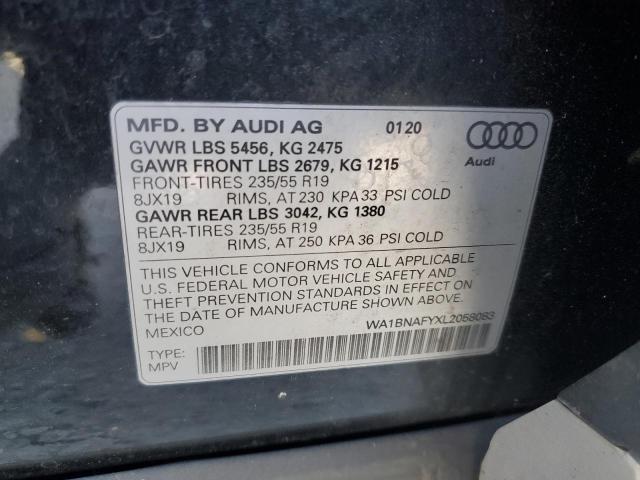 MFD. BY AUDI AG 0120
GVWR LBS 5456, KG 2475
GAWR FRONT LBS 2679, KG 1215
Audi
FRONT-TIRES 235/55 R19
8JX19 RIMS, AT 230 KPA 33 PSI COLD
GAWR REAR LBS 3042, KG 1380
REAR-TIRES 235/55 R19
8JX19 RIMS, AT 250 KPA 36 PSI COLD
THIS VEHICLE CONFORMS TO ALL APPLICABLE
U.S. FEDERAL MOTOR VEHICLE SAFETY AND
THEFT PREVENTION STANDARDS IN EFFECT ON
THE DATE OF MANUFACTURE SHOWN ABOVE.
MEXICO
WA1BNAFYXL2058083
TYPE:
MPV